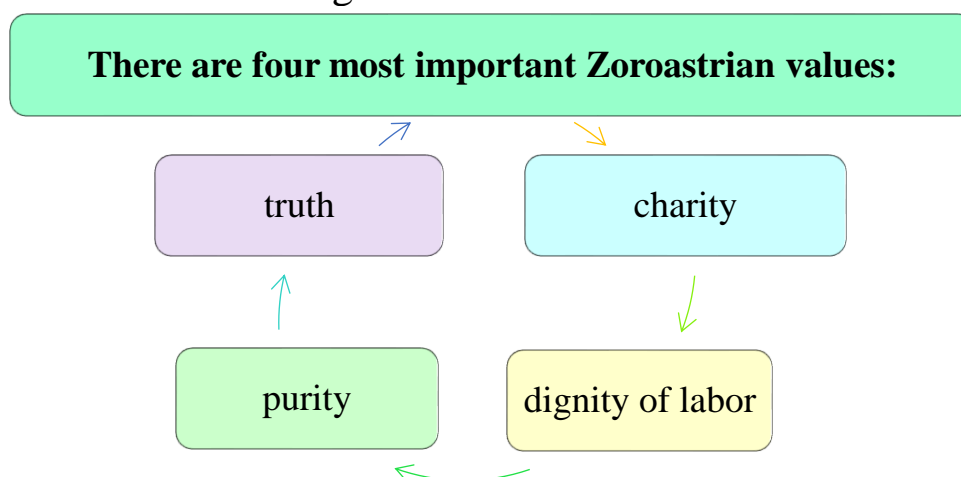 There are four most important Zoroastrian values:
truth
charity
purity
dignity of labor